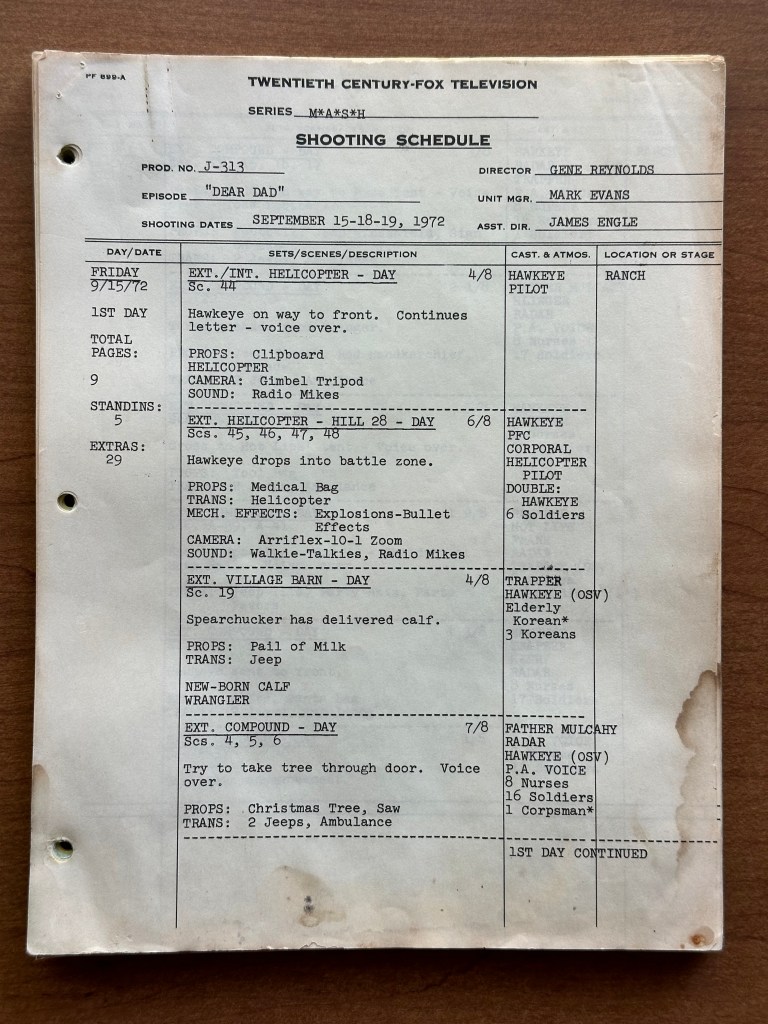 PF 899-A
TWENTIETH CENTURY-FOX TELEVISION
SERIES M*A*S*H
SHOOTING SCHEDULE
PROD. NO. J-313
DIRECTOR GENE REYNOLDS
EPISODE "DEAR DAD"
UNIT MGR. MARK EVANS
SHOOTING DATES SEPTEMBER 15-18-19, 1972
ASST. DIR. JAMES ENGLE
DAY/DATE SETS/SCENES/DESCRIPTION CAST. & ATMOS. LOCATION OR STAGE
FRIDAY
9/15/72
1ST DAY
TOTAL
PAGES:
9
STANDINS:
5
EXTRAS:
29
EXT./INT. HELICOPTER - DAY 4/8
Sc. 44
Hawkeye on way to front. Continues
letter - voice over.
PROPS: Clipboard
HELICOPTER
CAMERA: Gimbel Tripod
SOUND: Radio Mikes
HAWKEYE
PILOT
RANCH
EXT. HELICOPTER - HILL 28 - DAY 6/8
Scs. 45, 46, 47, 48
Hawkeye drops into battle zone.
PROPS: Medical Bag
TRANS: Helicopter
MECH. EFFECTS: Explosions-Bullet
Effects
CAMERA: Arriflex-10-1 Zoom
SOUND: Walkie-Talkies, Radio Mikes
HAWKEYE
PFC
CORPORAL
HELICOPTER
PILOT
DOUBLE:
HAWKEYE
6 Soldiers
EXT. VILLAGE BARN - DAY 4/8
Sc. 19
Spearchucker has delivered calf.
PROPS: Pail of Milk
TRANS: Jeep
NEW-BORN CALF
WRANGLER
TRAPPER
HAWKEYE (OSV)
Elderly
Korean*
3 Koreans
EXT. COMPOUND - DAY 7/8
Scs. 4, 5, 6
Try to take tree through door. Voice
over.
PROPS: Christmas Tree, Saw
TRANS: 2 Jeeps, Ambulance
FATHER MULCAHY
RADAR
HAWKEYE (OSV)
P.A. VOICE
8 Nurses
16 Soldiers
1 Corpsman*
1ST DAY CONTINUED